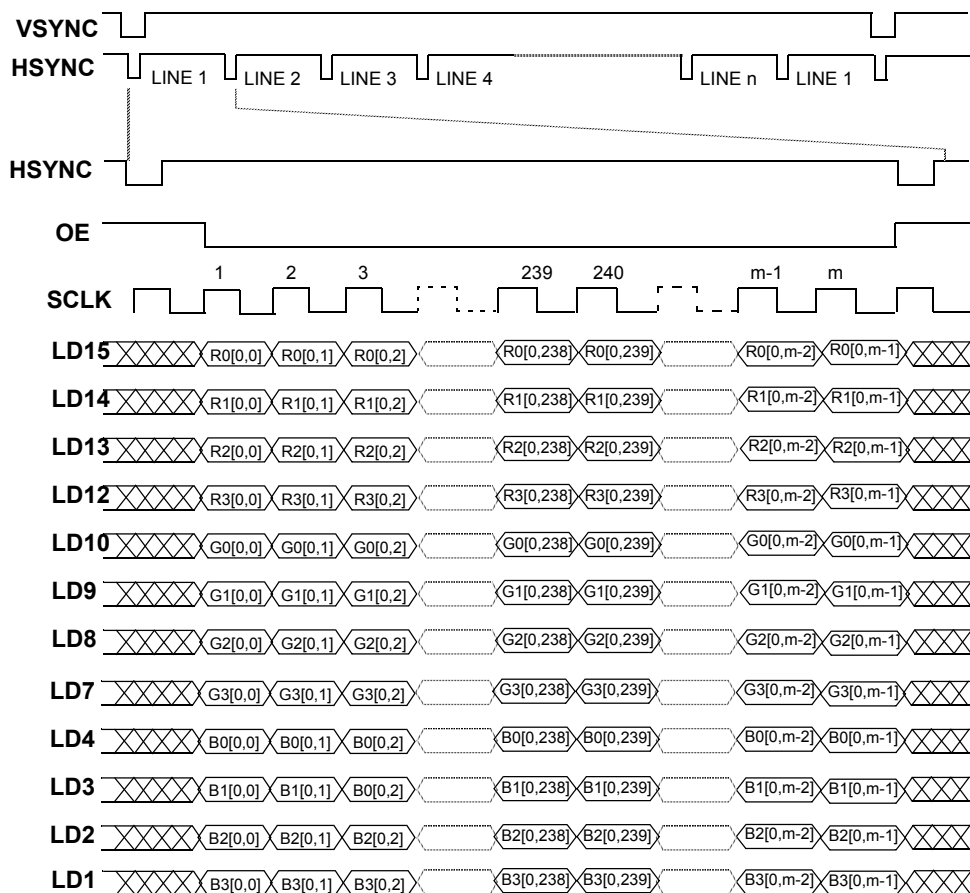 VSYNC
HSYNC LINE 1 LINE 2 LINE 3 LINE 4 LINE n LINE 1
HSYNC
OE
1 2 3 239 240 m-1 m
SCLK
LD15 R0[0,0] R0[0,1] R0[0,2] R0[0,238] R0[0,239] R0[0,m-2] R0[0,m-1]
LD14 R1[0,0] R1[0,1] R1[0,2] R1[0,238] R1[0,239] R1[0,m-2] R1[0,m-1]
LD13 R2[0,0] R2[0,1] R2[0,2] R2[0,238] R2[0,239] R2[0,m-2] R2[0,m-1]
LD12 R3[0,0] R3[0,1] R3[0,2] R3[0,238] R3[0,239] R3[0,m-2] R3[0,m-1]
LD10 G0[0,0] G0[0,1] G0[0,2] G0[0,238] G0[0,239] G0[0,m-2] G0[0,m-1]
LD9 G1[0,0] G1[0,1] G1[0,2] G1[0,238] G1[0,239] G1[0,m-2] G1[0,m-1]
LD8 G2[0,0] G2[0,1] G2[0,2] G2[0,238] G2[0,239] G2[0,m-2] G2[0,m-1]
LD7 G3[0,0] G3[0,1] G3[0,2] G3[0,238] G3[0,239] G3[0,m-2] G3[0,m-1]
LD4 B0[0,0] B0[0,1] B0[0,2] B0[0,238] B0[0,239] B0[0,m-2] B0[0,m-1]
LD3 B1[0,0] B1[0,1] B0[0,2] B1[0,238] B1[0,239] B1[0,m-2] B1[0,m-1]
LD2 B2[0,0] B2[0,1] B2[0,2] B2[0,238] B2[0,239] B2[0,m-2] B2[0,m-1]
LD1 B3[0,0] B3[0,1] B3[0,2] B3[0,238] B3[0,239] B3[0,m-2] B3[0,m-1]